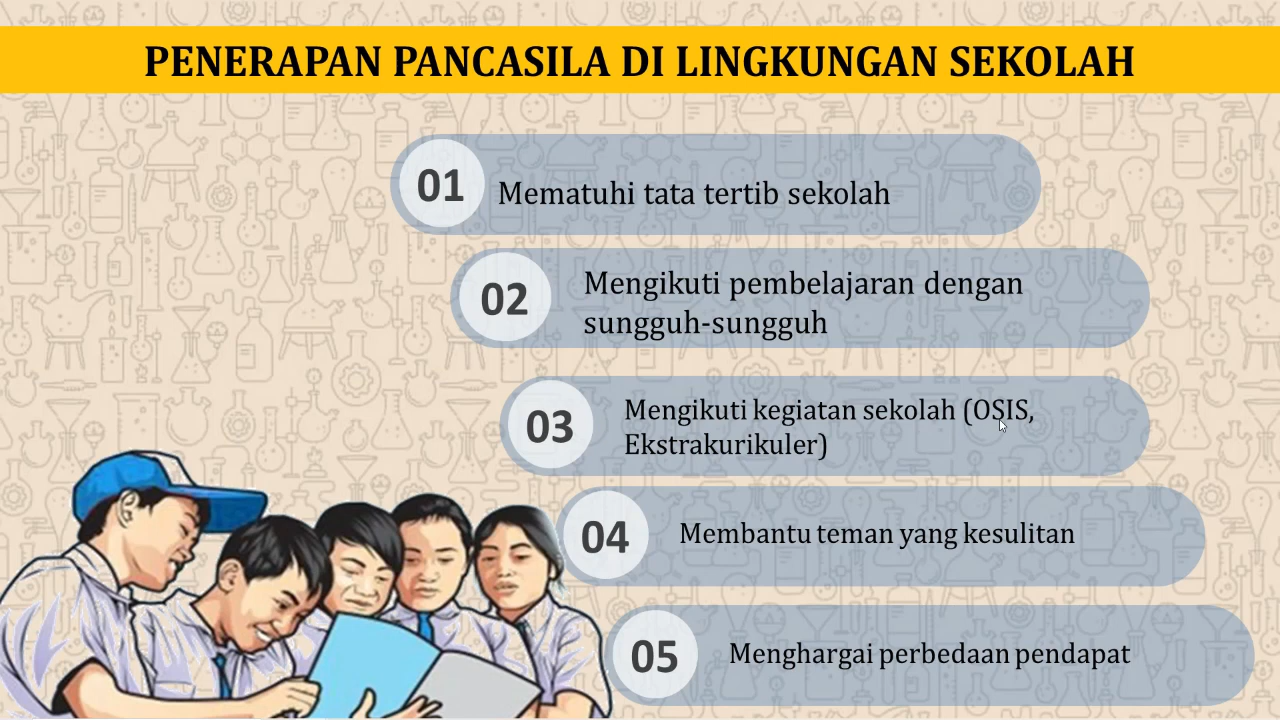 PENERAPAN PANCASILA DI LINGKUNGAN SEKOLAH
01
Mematuhi tata tertib sekolah
02
Mengikuti pembelajaran dengan
sungguh-sungguh
03
Mengikuti kegiatan sekolah (OSIS,
Ekstrakurikuler)
04
Membantu teman yang kesulitan
05
Menghargai perbedaan pendapat